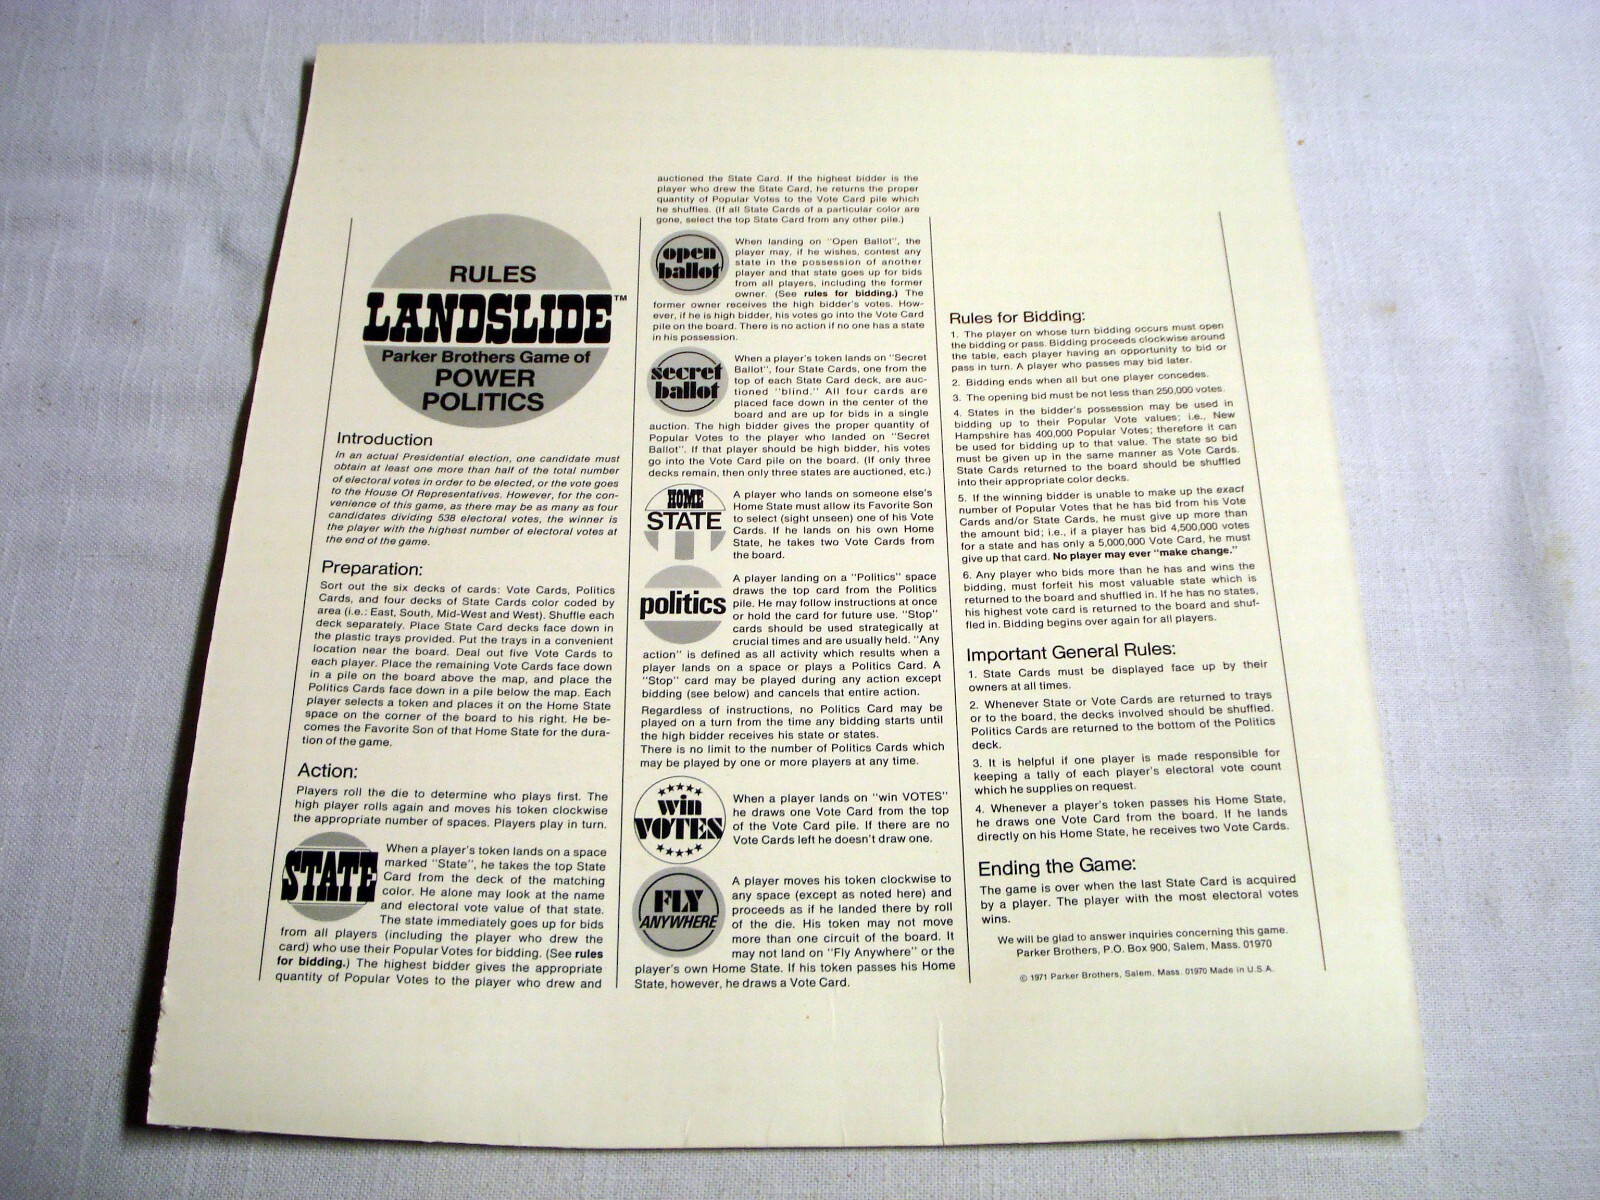 RULES
LANDSLIDE™
Parker Brothers Game of
POWER
POLITICS
Introduction
In an actual Presidential election, one candidate must
obtain at least one more than half of the total number
of electoral votes in order to be elected, or the vote goes
to the House Of Representatives. However, for the con-
venience of this game, as there may be as many as four
candidates dividing 538 electoral votes, the winner is
the player with the highest number of electoral votes at
the end of the game.
Preparation:
Sort out the six decks of cards: Vote Cards, Politics
Cards, and four decks of State Cards color coded by
area (i.e.: East, South, Mid-West and West). Shuffle each
deck separately. Place State Card decks face down in
the plastic trays provided. Put the trays in a convenient
location near the board. Deal out five Vote Cards to
each player. Place the remaining Vote Cards face down
in a pile on the board above the map, and place the
Politics Cards face down in a pile below the map. Each
player selects a token and places it on the Home State
space on the corner of the board to his right. He be-
comes the Favorite Son of that Home State for the dura-
tion of the game.
Action:
Players roll the die to determine who plays first. The
high player rolls again and moves his token clockwise
the appropriate number of spaces. Players play in turn.
STATE
When a player's token lands on a space
marked "State", he takes the top State
Card from the deck of the matching
color. He alone may look at the name
and electoral vote value of that state.
The state immediately goes up for bids
from all players (including the player who drew the
card) who use their Popular Votes for bidding. (See rules
for bidding.) The highest bidder gives the appropriate
quantity of Popular Votes to the player who drew and
auctioned the State Card. If the highest bidder is the
player who drew the State Card, he returns the proper
quantity of Popular Votes to the Vote Card pile which
he shuffles. (If all State Cards of a particular color are
gone, select the top State Card from any other pile.)
open
ballot
When landing on "Open Ballot", the
player may, if he wishes, contest any
state in the possession of another
player and that state goes up for bids
from all players, including the former
owner. (See rules for bidding.) The
former owner receives the high bidder's votes. How-
ever, if he is high bidder, his votes go into the Vote Card
pile on the board. There is no action if no one has a state
in his possession.
secret
ballot
When a player's token lands on "Secret
Ballot", four State Cards, one from the
top of each State Card deck, are auc-
tioned "blind." All four cards are
placed face down in the center of the
board and are up for bids in a single
auction. The high bidder gives the proper quantity of
Popular Votes to the player who landed on "Secret
Ballot". If that player should be high bidder, his votes
go into the Vote Card pile on the board. (If only three
decks remain, then only three states are auctioned, etc.)
HOME
STATE
A player who lands on someone else's
Home State must allow its Favorite Son
to select (sight unseen) one of his Vote
Cards. If he lands on his own Home
State, he takes two Vote Cards from
the board.
politics
A player landing on a "Politics" space
draws the top card from the Politics
pile. He may follow instructions at once
or hold the card for future use. "Stop"
cards should be used strategically at
crucial times and are usually held. "Any
action" is defined as all activity which results when a
player lands on a space or plays a Politics Card. A
"Stop" card may be played during any action except
bidding (see below) and cancels that entire action.
Regardless of instructions, no Politics Card may be
played on a turn from the time any bidding starts until
the high bidder receives his state or states.
There is no limit to the number of Politics Cards which
may be played by one or more players at any time.
win
VOTES
When a player lands on "win VOTES"
he draws one Vote Card from the top
of the Vote Card pile. If there are no
Vote Cards left he doesn't draw one.
FLY
ANYWHERE
A player moves his token clockwise to
any space (except as noted here) and
proceeds as if he landed there by roll
of the die. His token may not move
more than one circuit of the board. It
may not land on "Fly Anywhere" or the
player's own Home State. If his token passes his Home
State, however, he draws a Vote Card.
Rules for Bidding:
1. The player on whose turn bidding occurs must open
the bidding or pass. Bidding proceeds clockwise around
the table, each player having an opportunity to bid or
pass in turn. A player who passes may bid later.
2. Bidding ends when all but one player concedes.
3. The opening bid must be not less than 250,000 votes.
4. States in the bidder's possession may be used in
bidding up to their Popular Vote values; i.e., New
Hampshire has 400,000 Popular Votes; therefore it can
be used for bidding up to that value. The state so bid
must be given up in the same manner as Vote Cards.
State Cards returned to the board should be shuffled
into their appropriate color decks.
5. If the winning bidder is unable to make up the exact
number of Popular Votes that he has bid from his Vote
Cards and/or State Cards, he must give up more than
the amount bid; i.e., if a player has bid 4,500,000 votes
for a state and has only a 5,000,000 Vote Card, he must
give up that card. No player may ever "make change."
6. Any player who bids more than he has and wins the
bidding, must forfeit his most valuable state which is
returned to the board and shuffled in. If he has no states,
his highest vote card is returned to the board and shuf-
fled in. Bidding begins over again for all players.
Important General Rules:
1. State Cards must be displayed face up by their
owners at all times.
2. Whenever State or Vote Cards are returned to trays
or to the board, the decks involved should be shuffled.
Politics Cards are returned to the bottom of the Politics
deck.
3. It is helpful if one player is made responsible for
keeping a tally of each player's electoral vote count
which he supplies on request.
4. Whenever a player's token passes his Home State,
he draws one Vote Card from the board. If he lands
directly on his Home State, he receives two Vote Cards.
Ending the Game:
The game is over when the last State Card is acquired
by a player. The player with the most electoral votes
wins.
We will be glad to answer inquiries concerning this game.
Parker Brothers, P.O. Box 900, Salem, Mass. 01970
© 1971 Parker Brothers, Salem, Mass. 01970 Made in U.S.A.